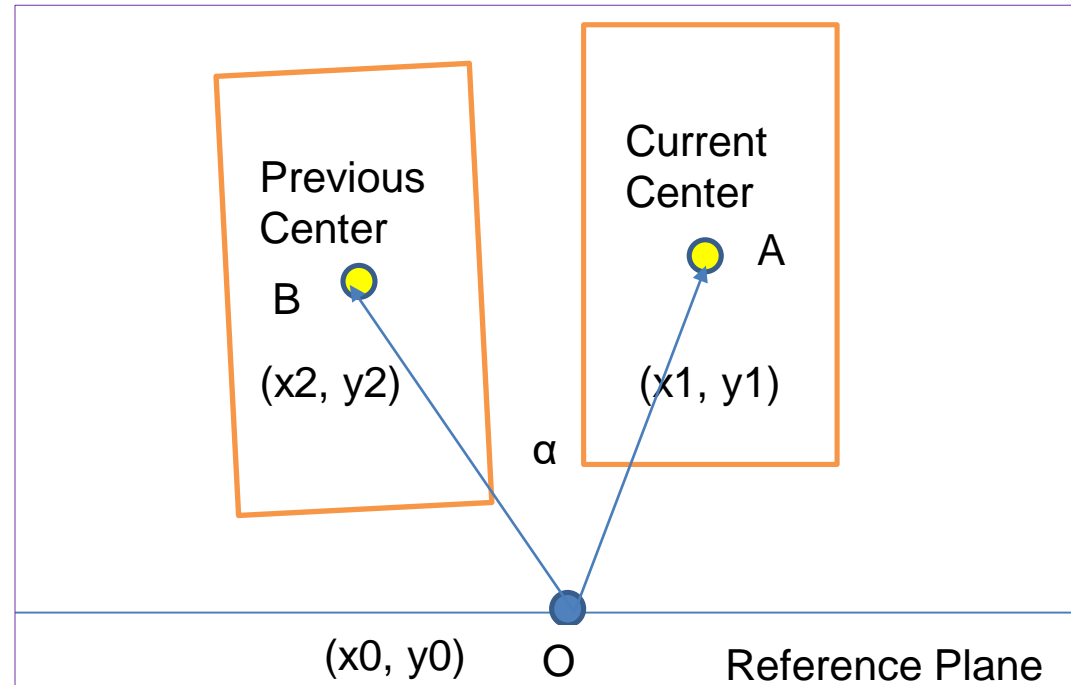 Previous
Center
B
(x2, y2)
Current
Center
A
(x1, y1)
α
(x0, y0)
O
Reference Plane